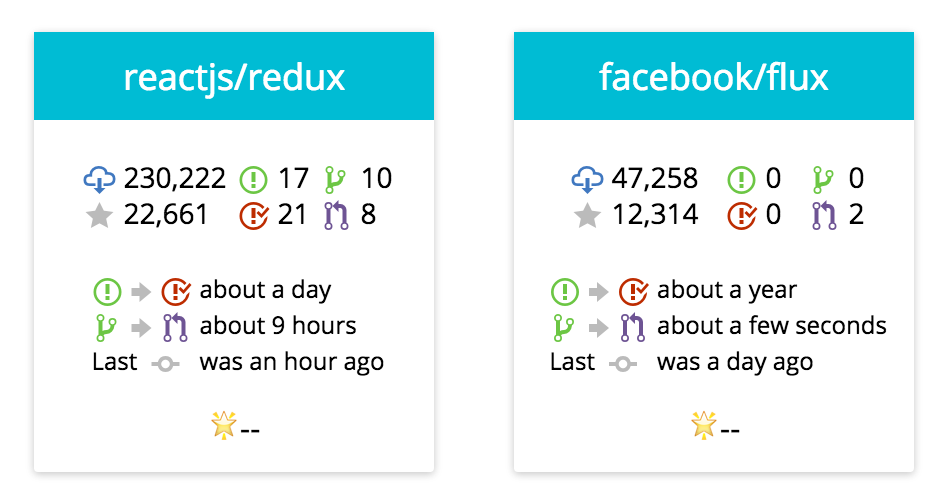 reactjs/redux
230,222 17 10
22,661 21 8
about a day
about 9 hours
Last was an hour ago
--
facebook/flux
47,258 0 0
12,314 0 2
about a year
about a few seconds
Last was a day ago
--